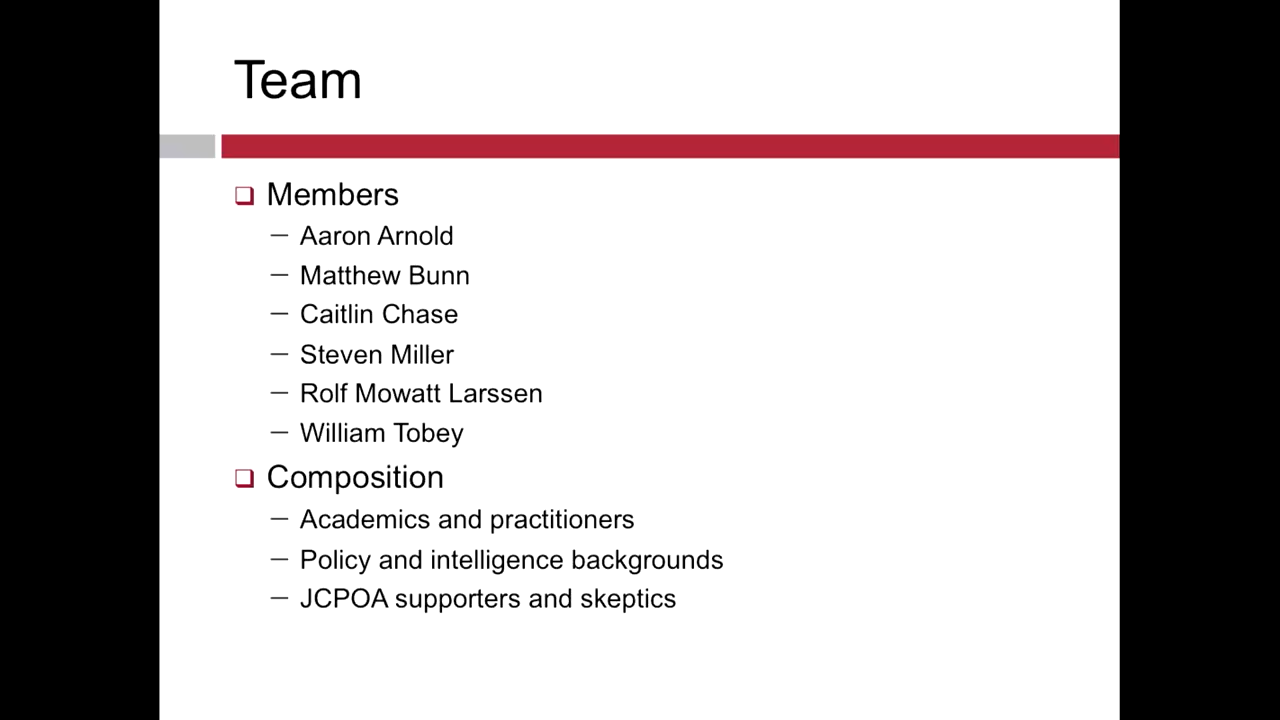 Team
Members
— Aaron Arnold
— Matthew Bunn
— Caitlin Chase
— Steven Miller
— Rolf Mowatt Larssen
— William Tobey
Composition
— Academics and practitioners
— Policy and intelligence backgrounds
— JCPOA supporters and skeptics